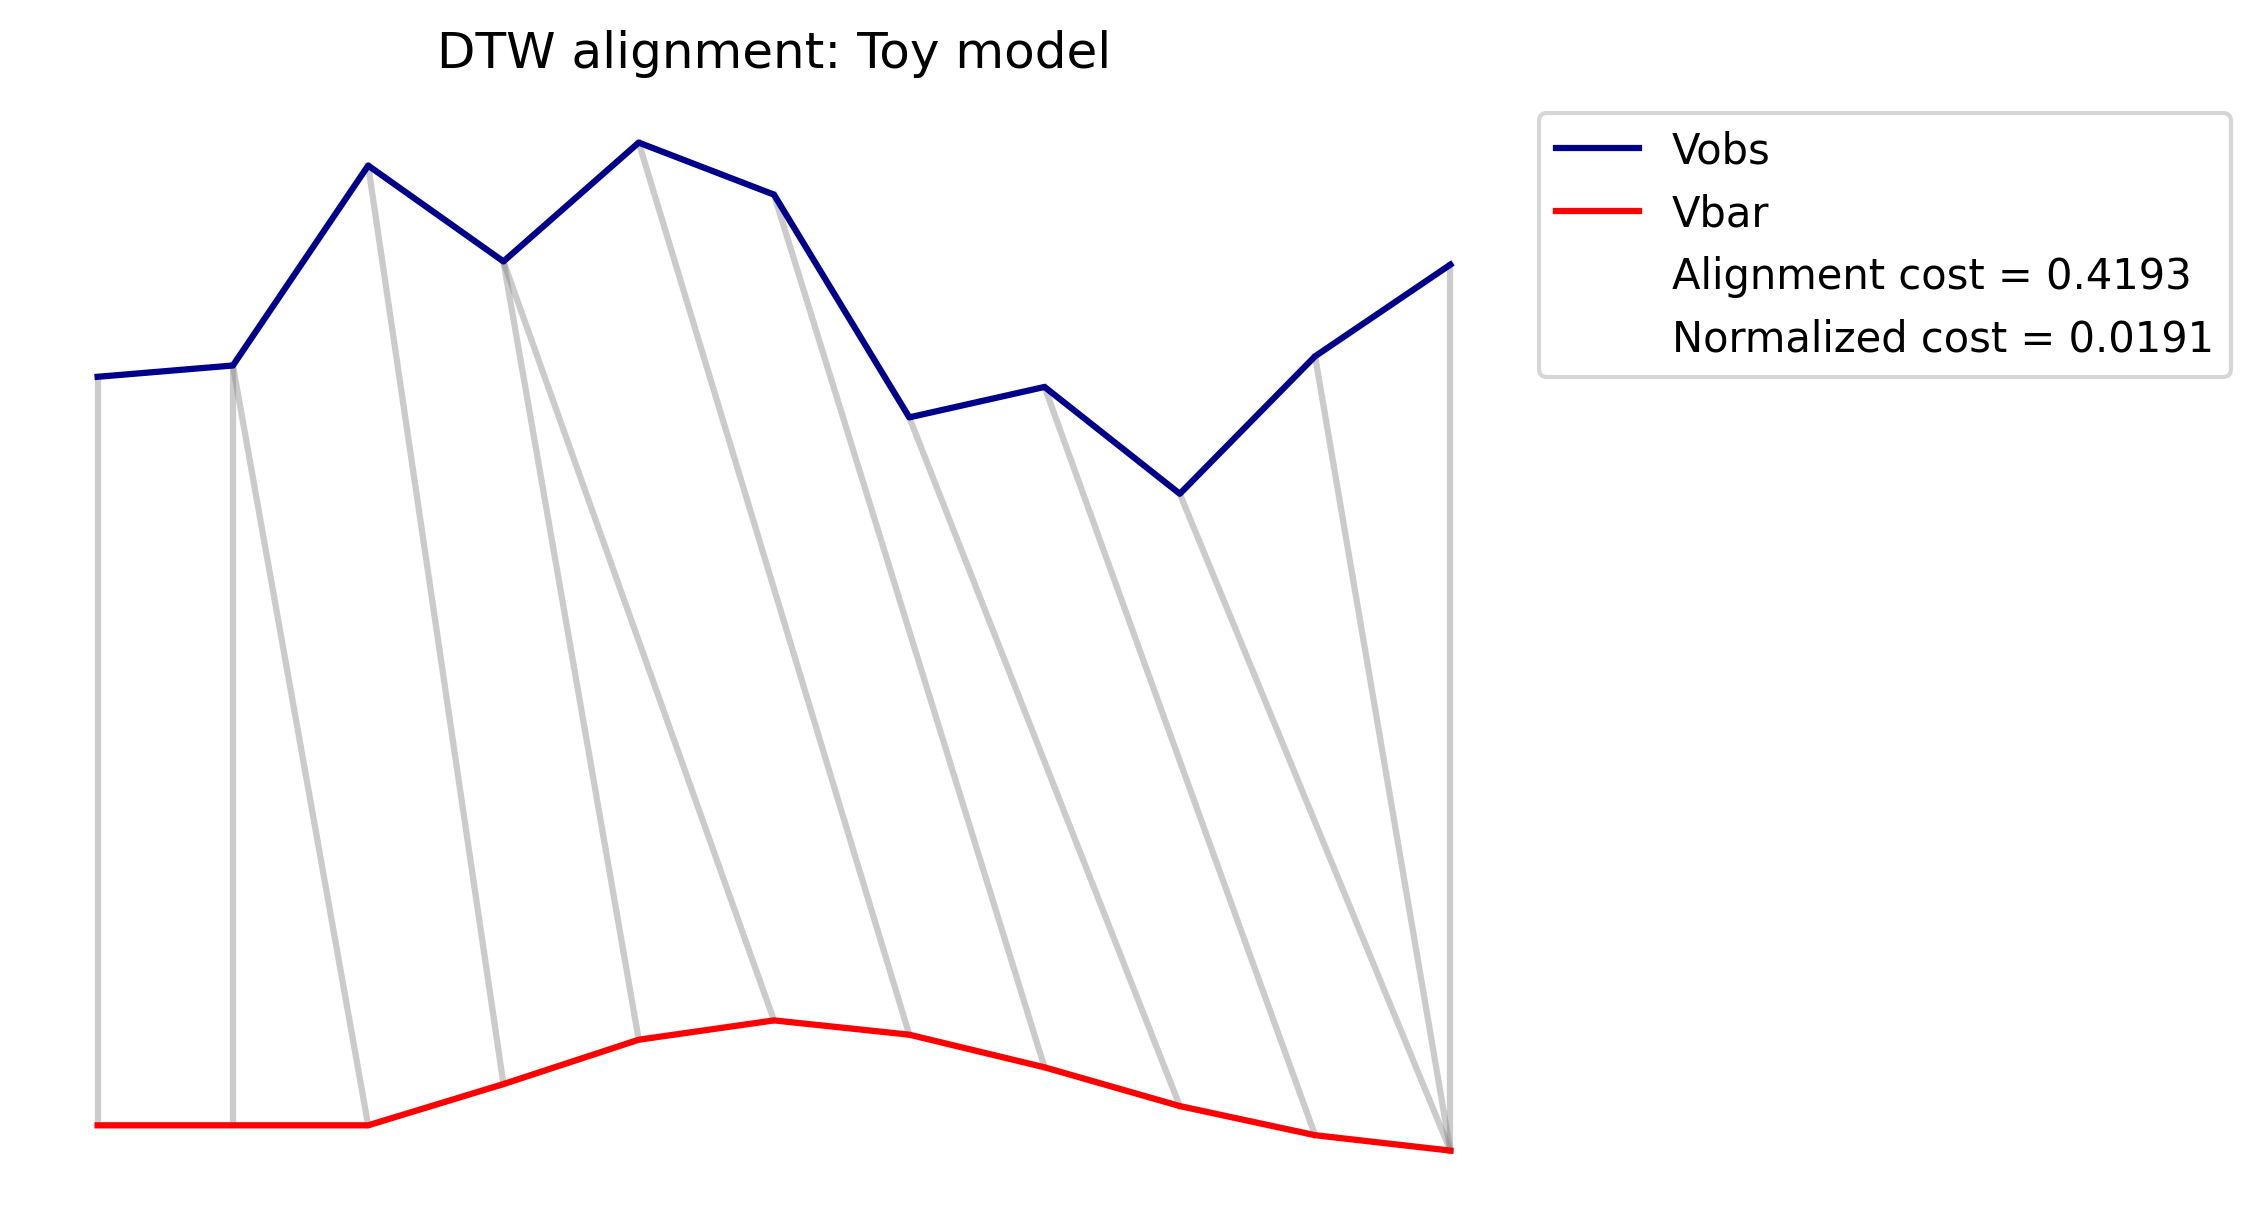 DTW alignment: Toy model
Vobs
Vbar
Alignment cost = 0.4193
Normalized cost = 0.0191